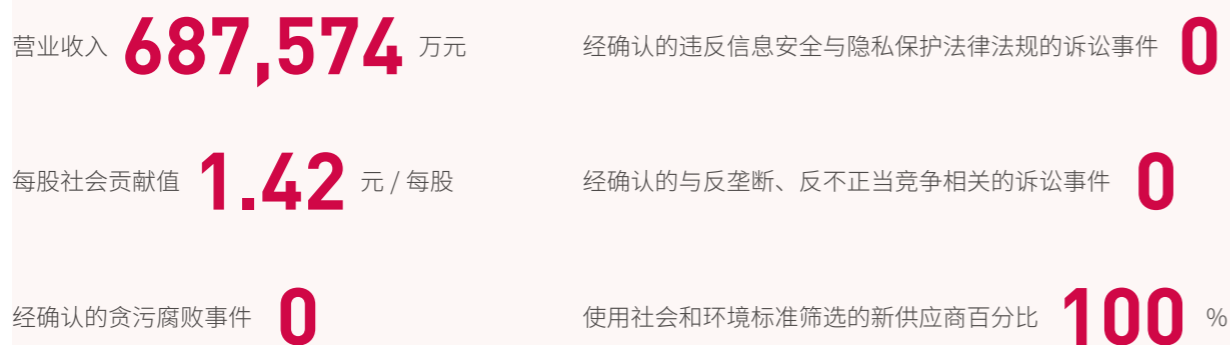 营业收入 687,574 万元
经确认的违反信息安全与隐私保护法律法规的诉讼事件 0
每股社会贡献值 1.42 元 / 每股
经确认的与反垄断、反不正当竞争相关的诉讼事件 0
经确认的贪污腐败事件 0
使用社会和环境标准筛选的新供应商百分比 100 %